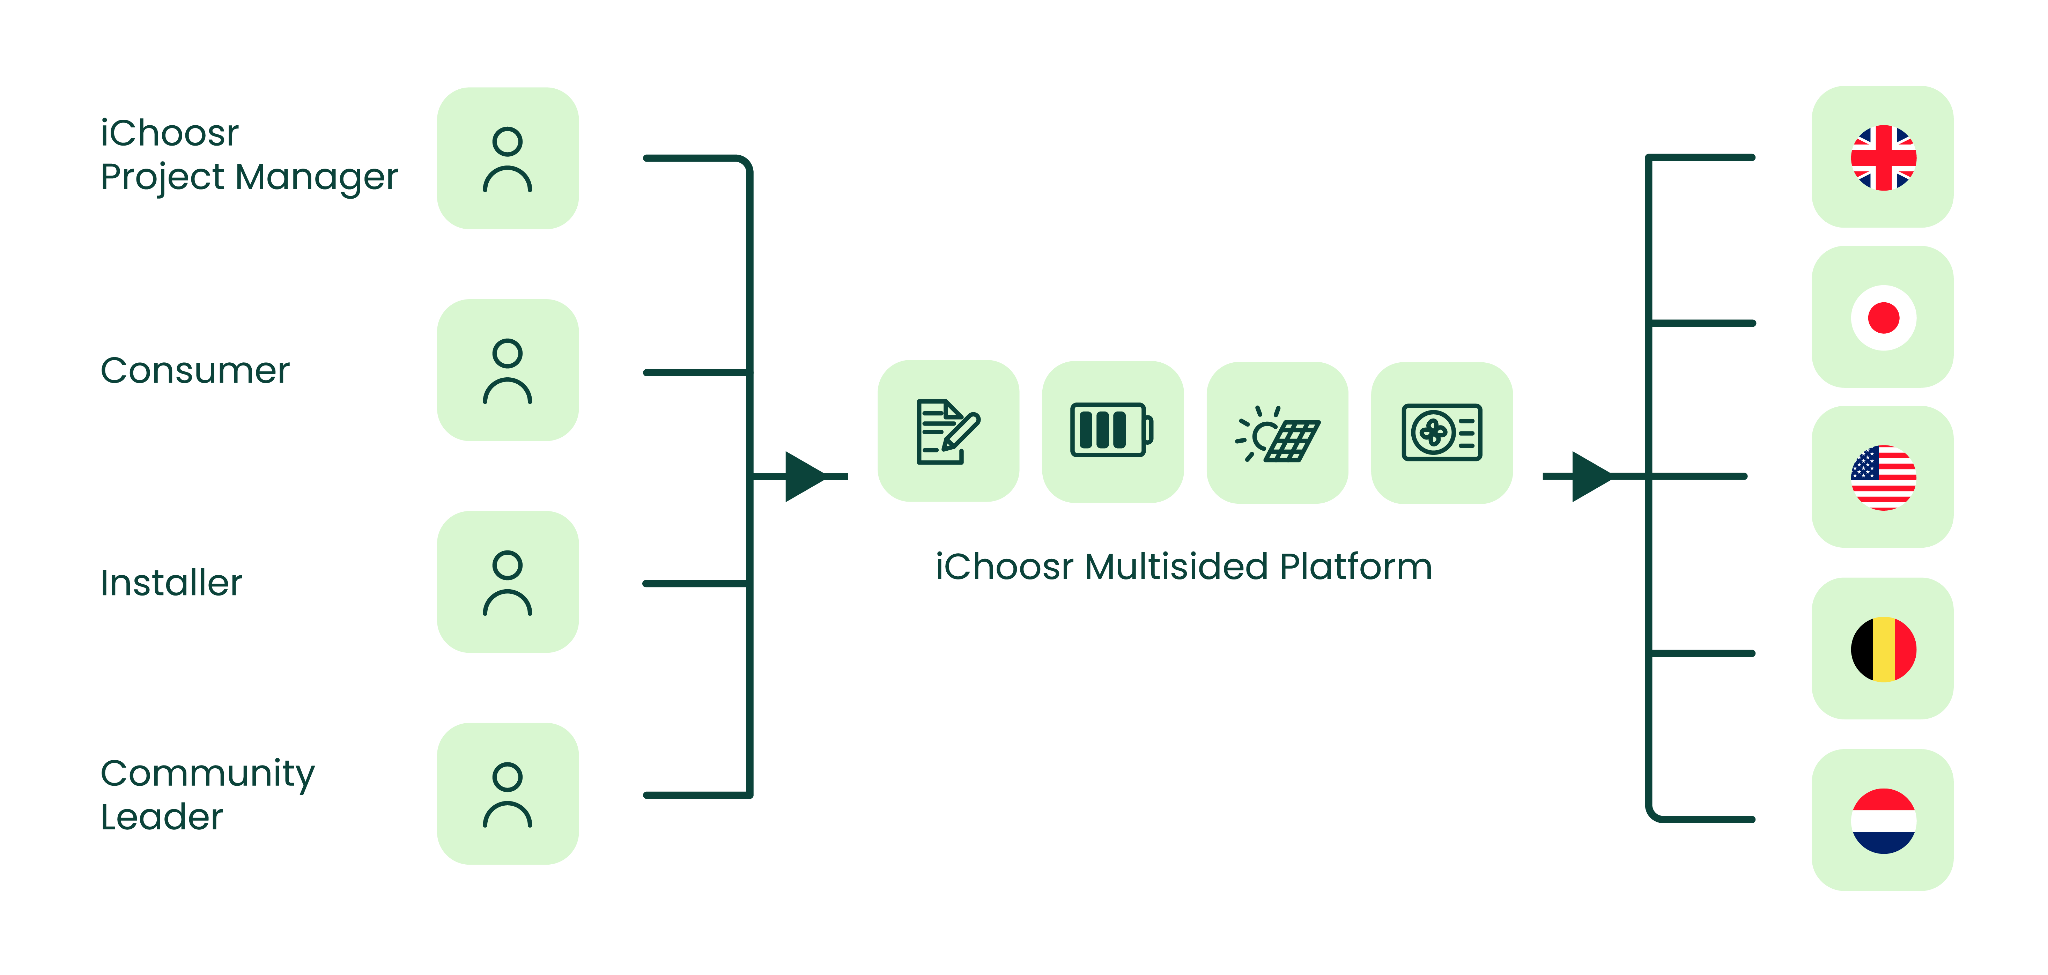 iChoosr
Project Manager
Consumer
iChoosr Multisided Platform
Installer
Community
Leader